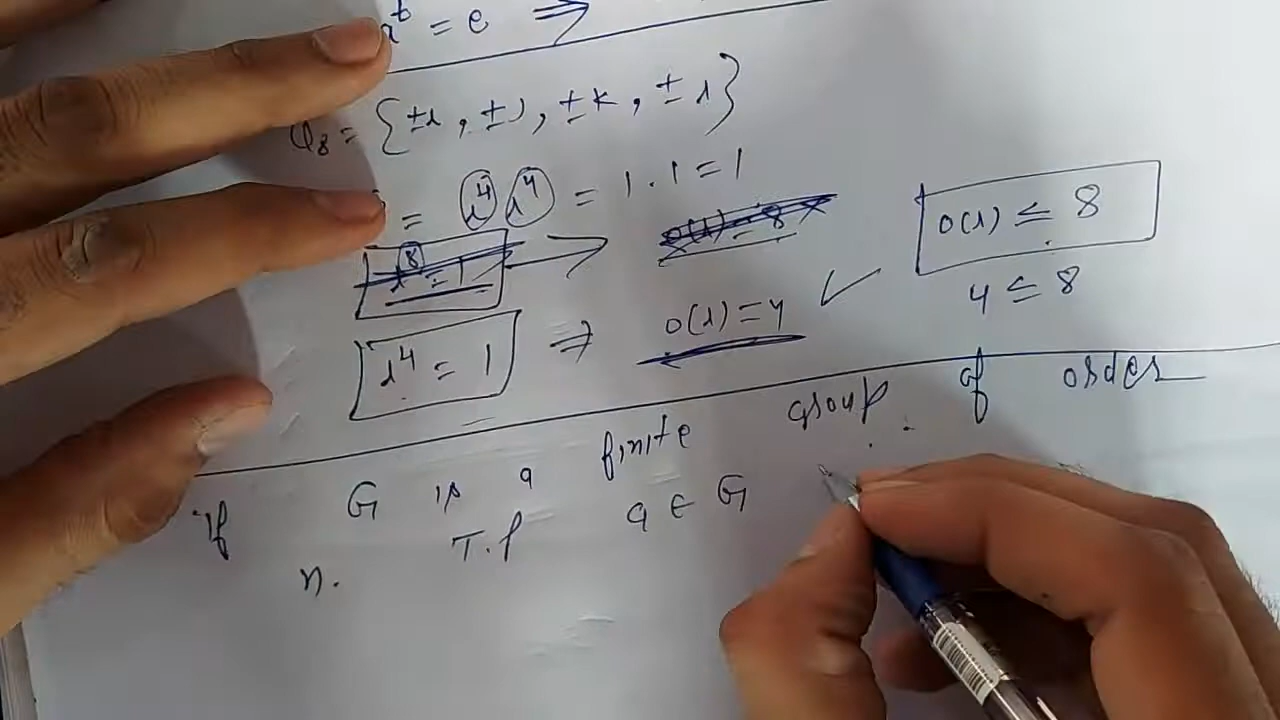 a^t = e ⇒
Q₈ = {±i, ±j, ±k, ±1}
= i⁴ i⁴ = 1 . 1 = 1
i⁸ = 1 → o(i) = 8
o(i) ≤ 8
4 ≤ 8
i⁴ = 1 ⇒ o(i) = 4 ✓
If G is a finite group of order
n. T.P a ∈ G